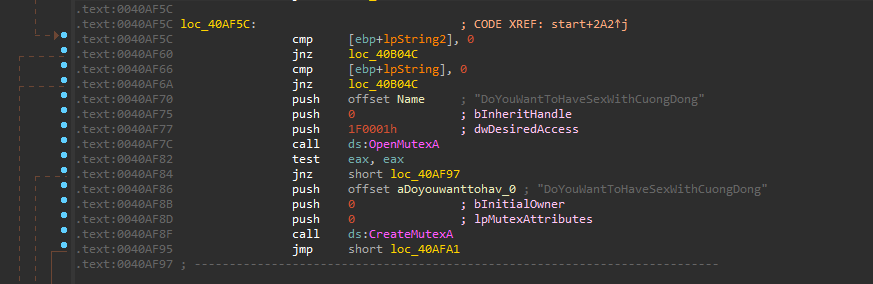 .text:0040AF5C
.text:0040AF5C loc_40AF5C: ; CODE XREF: start+2A2↑j
.text:0040AF5C cmp [ebp+lpString2], 0
.text:0040AF60 jnz loc_40B04C
.text:0040AF66 cmp [ebp+lpString], 0
.text:0040AF6A jnz loc_40B04C
.text:0040AF70 push offset Name ; "DoYouWantToHaveSexWithCuongDong"
.text:0040AF75 push 0 ; bInheritHandle
.text:0040AF77 push 1F0001h ; dwDesiredAccess
.text:0040AF7C call ds:OpenMutexA
.text:0040AF82 test eax, eax
.text:0040AF84 jnz short loc_40AF97
.text:0040AF86 push offset aDoyouwanttohav_0 ; "DoYouWantToHaveSexWithCuongDong"
.text:0040AF8B push 0 ; bInitialOwner
.text:0040AF8D push 0 ; lpMutexAttributes
.text:0040AF8F call ds:CreateMutexA
.text:0040AF95 jmp short loc_40AFA1
.text:0040AF97 ; ---------------------------------------------------------------------------